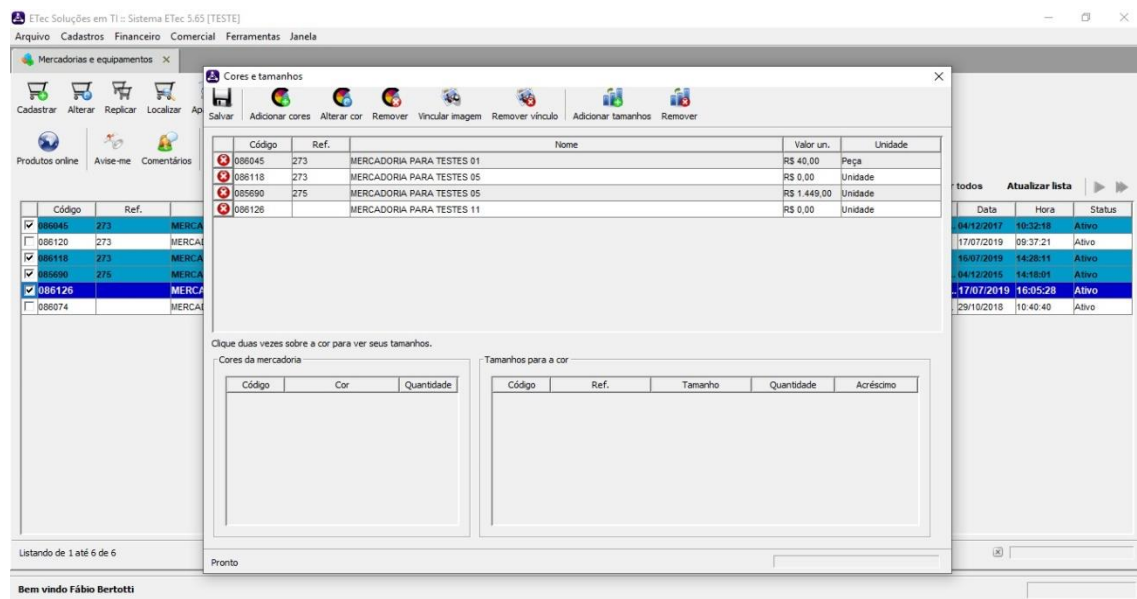 ETec Soluções em TI :: Sistema ETec 5.65 [TESTE]
Arquivo Cadastros Financeiro Comercial Ferramentas Janela
Mercadorias e equipamentos
Cadastrar Alterar Replicar Localizar Ap
Produtos online Avise-me Comentários
Cores e tamanhos
Salvar Adicionar cores Alterar cor Remover Vincular imagem Remover vínculo Adicionar tamanhos Remover
Código Ref. Nome Valor un. Unidade
086045 273 MERCADORIA PARA TESTES 01 R$ 40,00 Peça
086118 273 MERCADORIA PARA TESTES 05 R$ 0,00 Unidade
085690 275 MERCADORIA PARA TESTES 05 R$ 1.449,00 Unidade
086126 MERCADORIA PARA TESTES 11 R$ 0,00 Unidade
Clique duas vezes sobre a cor para ver seus tamanhos.
Cores da mercadoria
Código Cor Quantidade
Tamanhos para a cor
Código Ref. Tamanho Quantidade Acréscimo
Pronto
todos Atualizar lista
Código Ref. Data Hora Status
086045 273 MERCA 04/12/2017 10:32:18 Ativo
086120 273 MERCA 17/07/2019 09:37:21 Ativo
086118 273 MERCA 16/07/2019 14:28:11 Ativo
085690 275 MERCA 04/12/2015 14:18:01 Ativo
086126 MERCA 17/07/2019 16:05:28 Ativo
086074 MERCA 29/10/2018 10:40:40 Ativo
Listando de 1 até 6 de 6
Bem vindo Fábio Bertotti